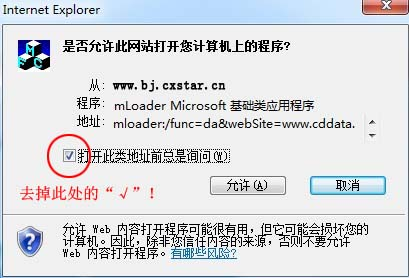 Internet Explorer
是否允许此网站打开您计算机上的程序?
从: www.bj.cxstar.cn
程序: mLoader Microsoft 基础类应用程序
地址: mloader:/func=da&webSite=www.cddata.
打开此类地址前总是询问(W)
去掉此处的“√”!
允许(A)
取消
允许 Web 内容打开程序可能很有用，但它可能会损坏您的
计算机。因此，除非您信任内容的来源，否则不要允许
Web 内容打开程序。有哪些风险?